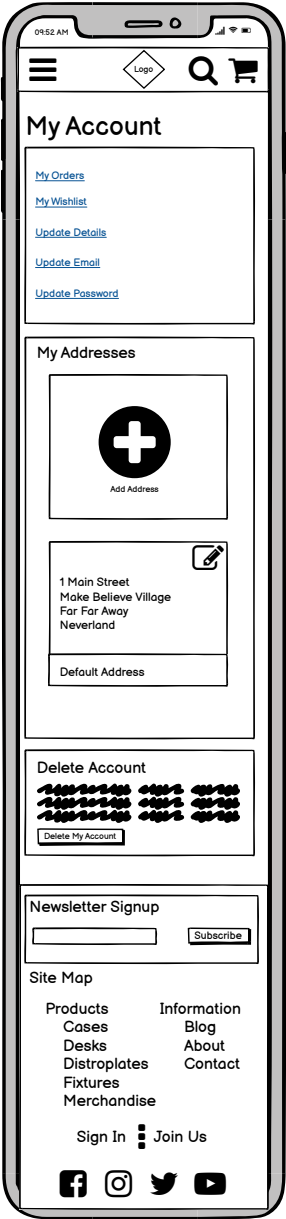 09:52 AM
Logo
My Account
My Orders
My Wishlist
Update Details
Update Email
Update Password
My Addresses
Add Address
1 Main Street
Make Believe Village
Far Far Away
Neverland
Default Address
Delete Account
Delete My Account
Newsletter Signup
Subscribe
Site Map
Products
Cases
Desks
Distroplates
Fixtures
Merchandise
Information
Blog
About
Contact
Sign In
Join Us